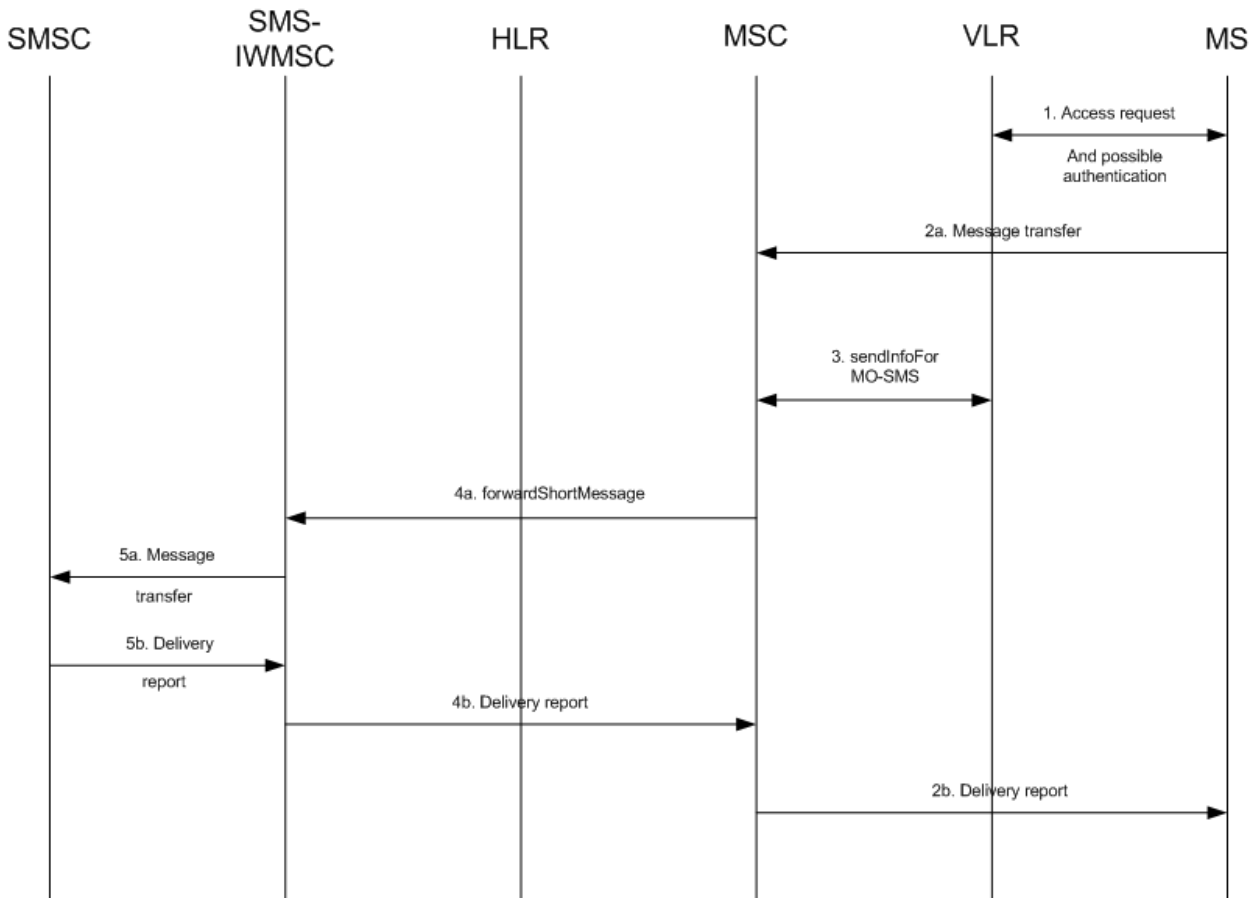 SMSC
SMS-
IWMSC
HLR
MSC
VLR
MS
1. Access request
And possible
authentication
2a. Message transfer
3. sendInfoFor
MO-SMS
4a. forwardShortMessage
5a. Message
transfer
5b. Delivery
report
4b. Delivery report
2b. Delivery report